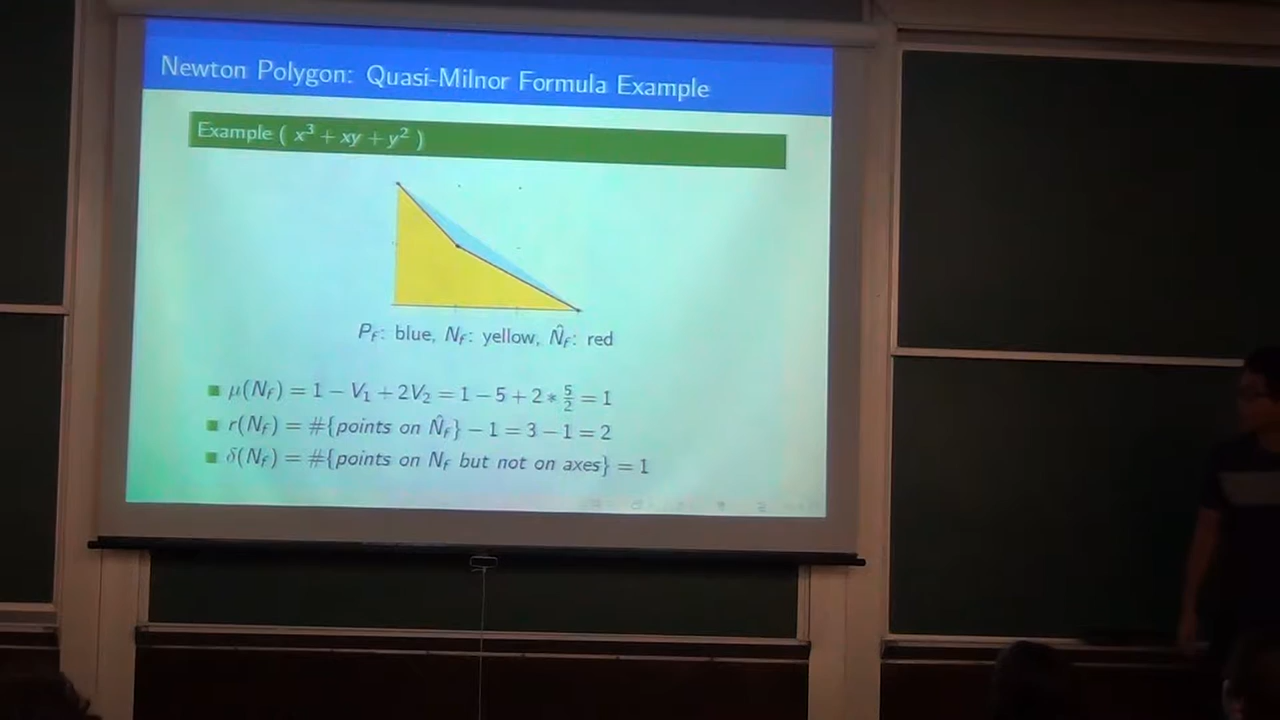 Newton Polygon: Quasi-Milnor Formula Example
Example ( x³ + xy + y² )
P_f: blue, N_f: yellow, N̂_f: red
μ(N_f) = 1 − V₁ + 2V₂ = 1 − 5 + 2 ∗ 5/2 = 1
r(N_f) = #{points on N̂_f} − 1 = 3 − 1 = 2
δ(N_f) = #{points on N_f but not on axes} = 1